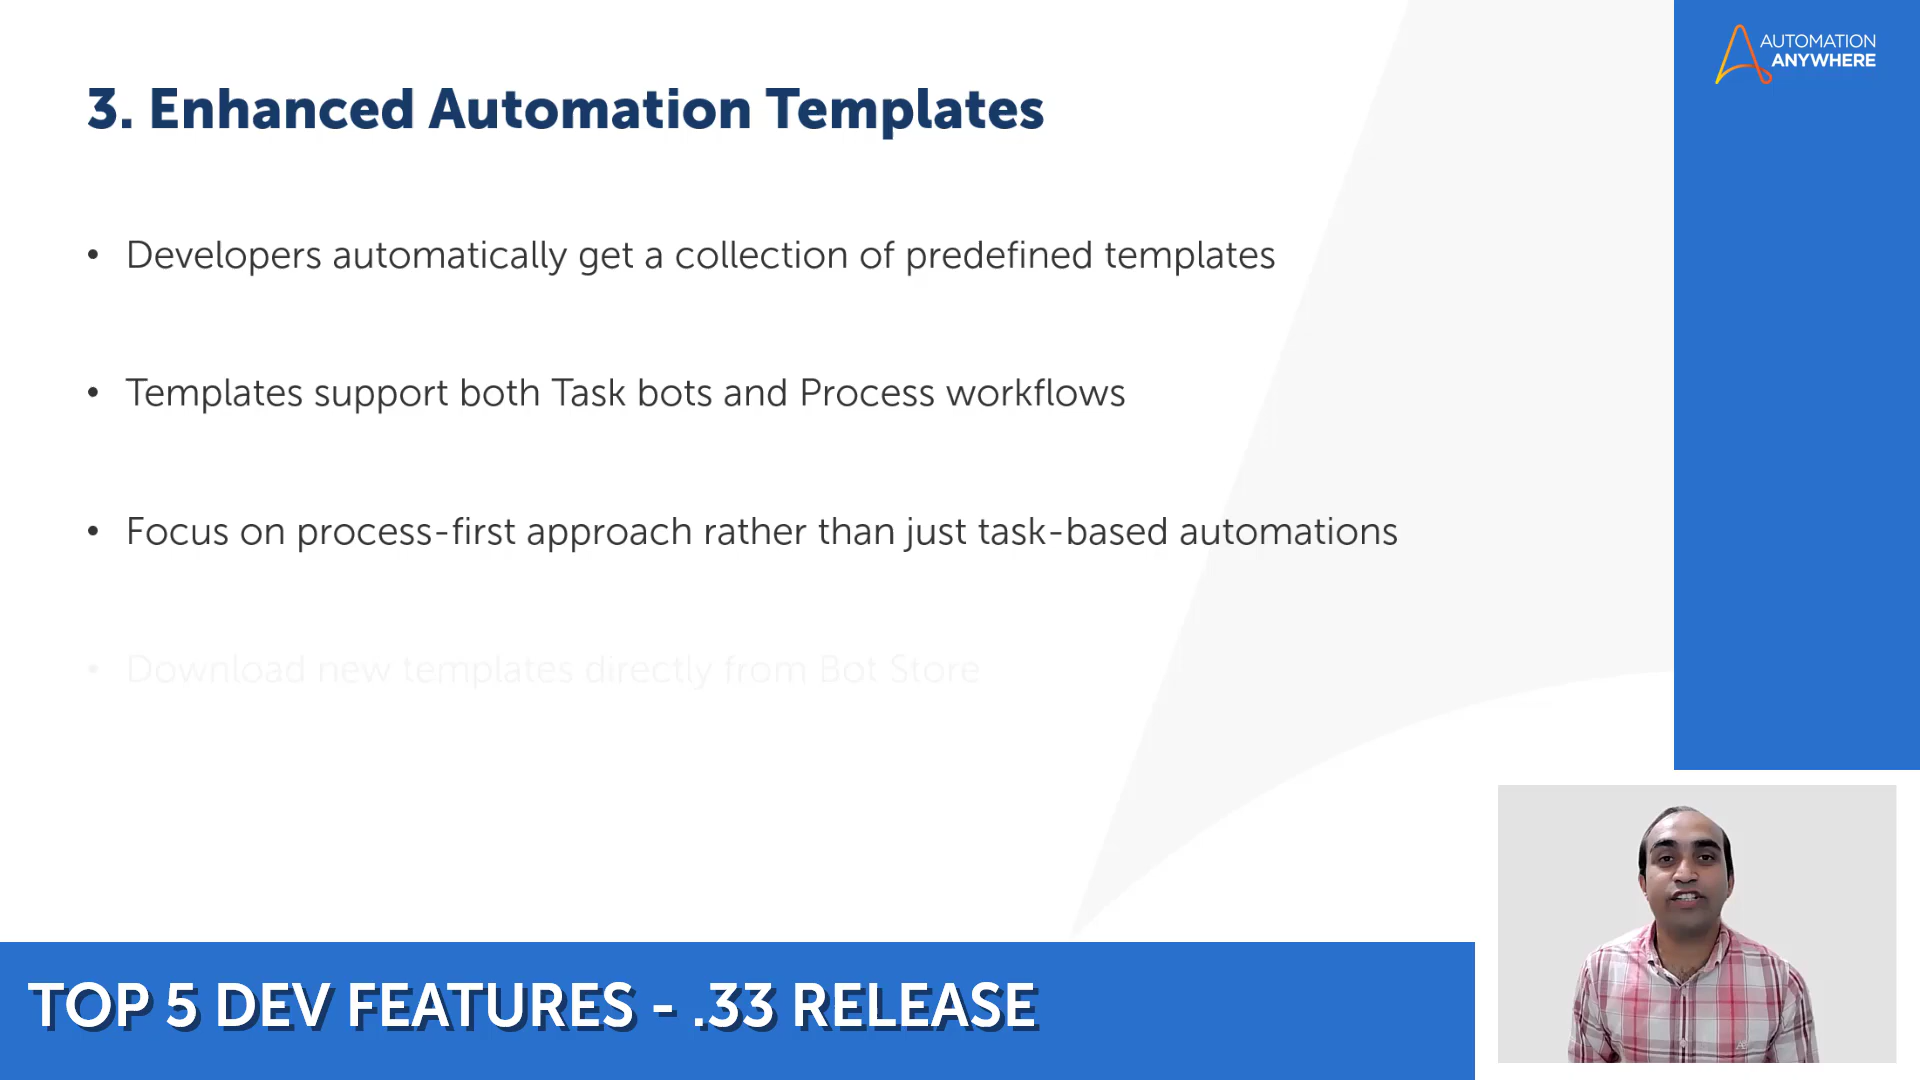 AUTOMATION
ANYWHERE
3. Enhanced Automation Templates
• Developers automatically get a collection of predefined templates
• Templates support both Task bots and Process workflows
• Focus on process-first approach rather than just task-based automations
• Download new templates directly from Bot Store
TOP 5 DEV FEATURES - .33 RELEASE